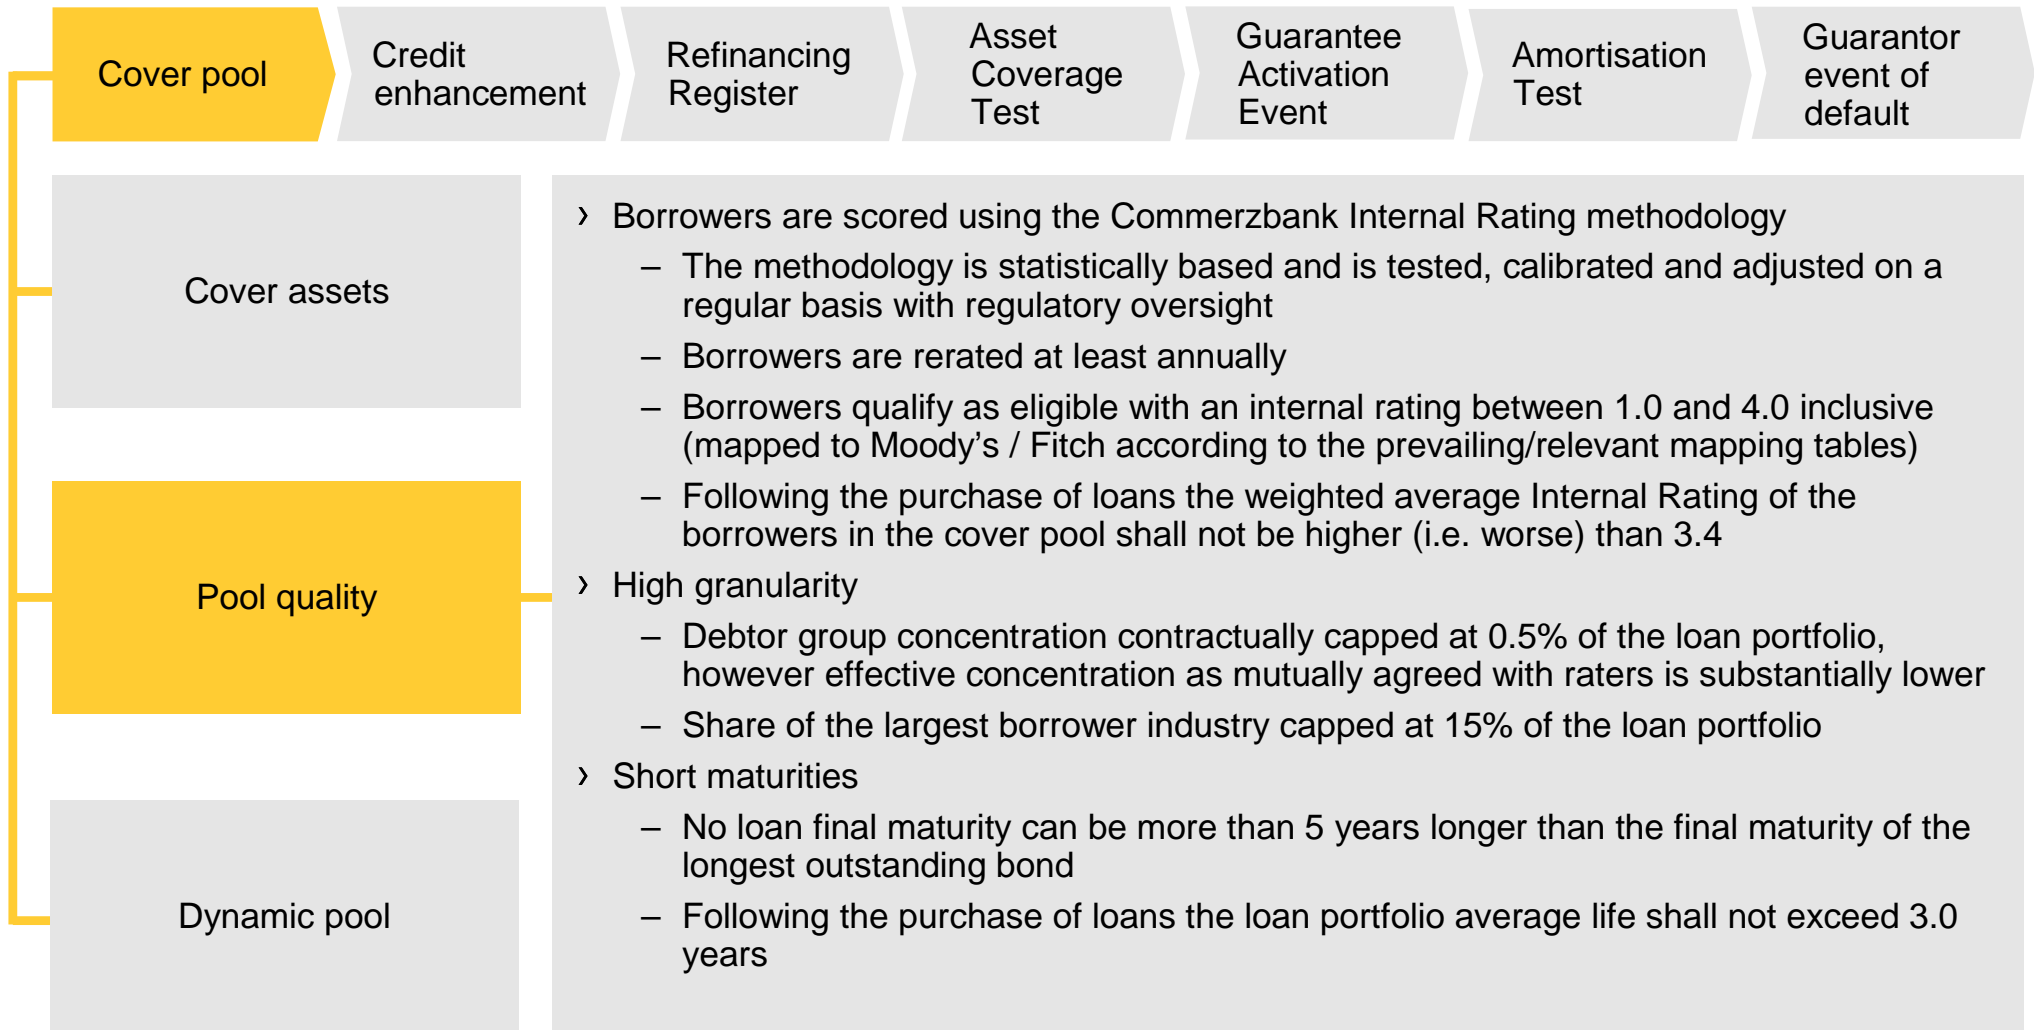 Cover pool
Credit
enhancement
Refinancing
Register
Asset
Coverage
Test
Guarantee
Activation
Event
Amortisation
Test
Guarantor
event of
default
Cover assets
Pool quality
Dynamic pool
› Borrowers are scored using the Commerzbank Internal Rating methodology
– The methodology is statistically based and is tested, calibrated and adjusted on a
regular basis with regulatory oversight
– Borrowers are rerated at least annually
– Borrowers qualify as eligible with an internal rating between 1.0 and 4.0 inclusive
(mapped to Moody’s / Fitch according to the prevailing/relevant mapping tables)
– Following the purchase of loans the weighted average Internal Rating of the
borrowers in the cover pool shall not be higher (i.e. worse) than 3.4
› High granularity
– Debtor group concentration contractually capped at 0.5% of the loan portfolio,
however effective concentration as mutually agreed with raters is substantially lower
– Share of the largest borrower industry capped at 15% of the loan portfolio
› Short maturities
– No loan final maturity can be more than 5 years longer than the final maturity of the
longest outstanding bond
– Following the purchase of loans the loan portfolio average life shall not exceed 3.0
years